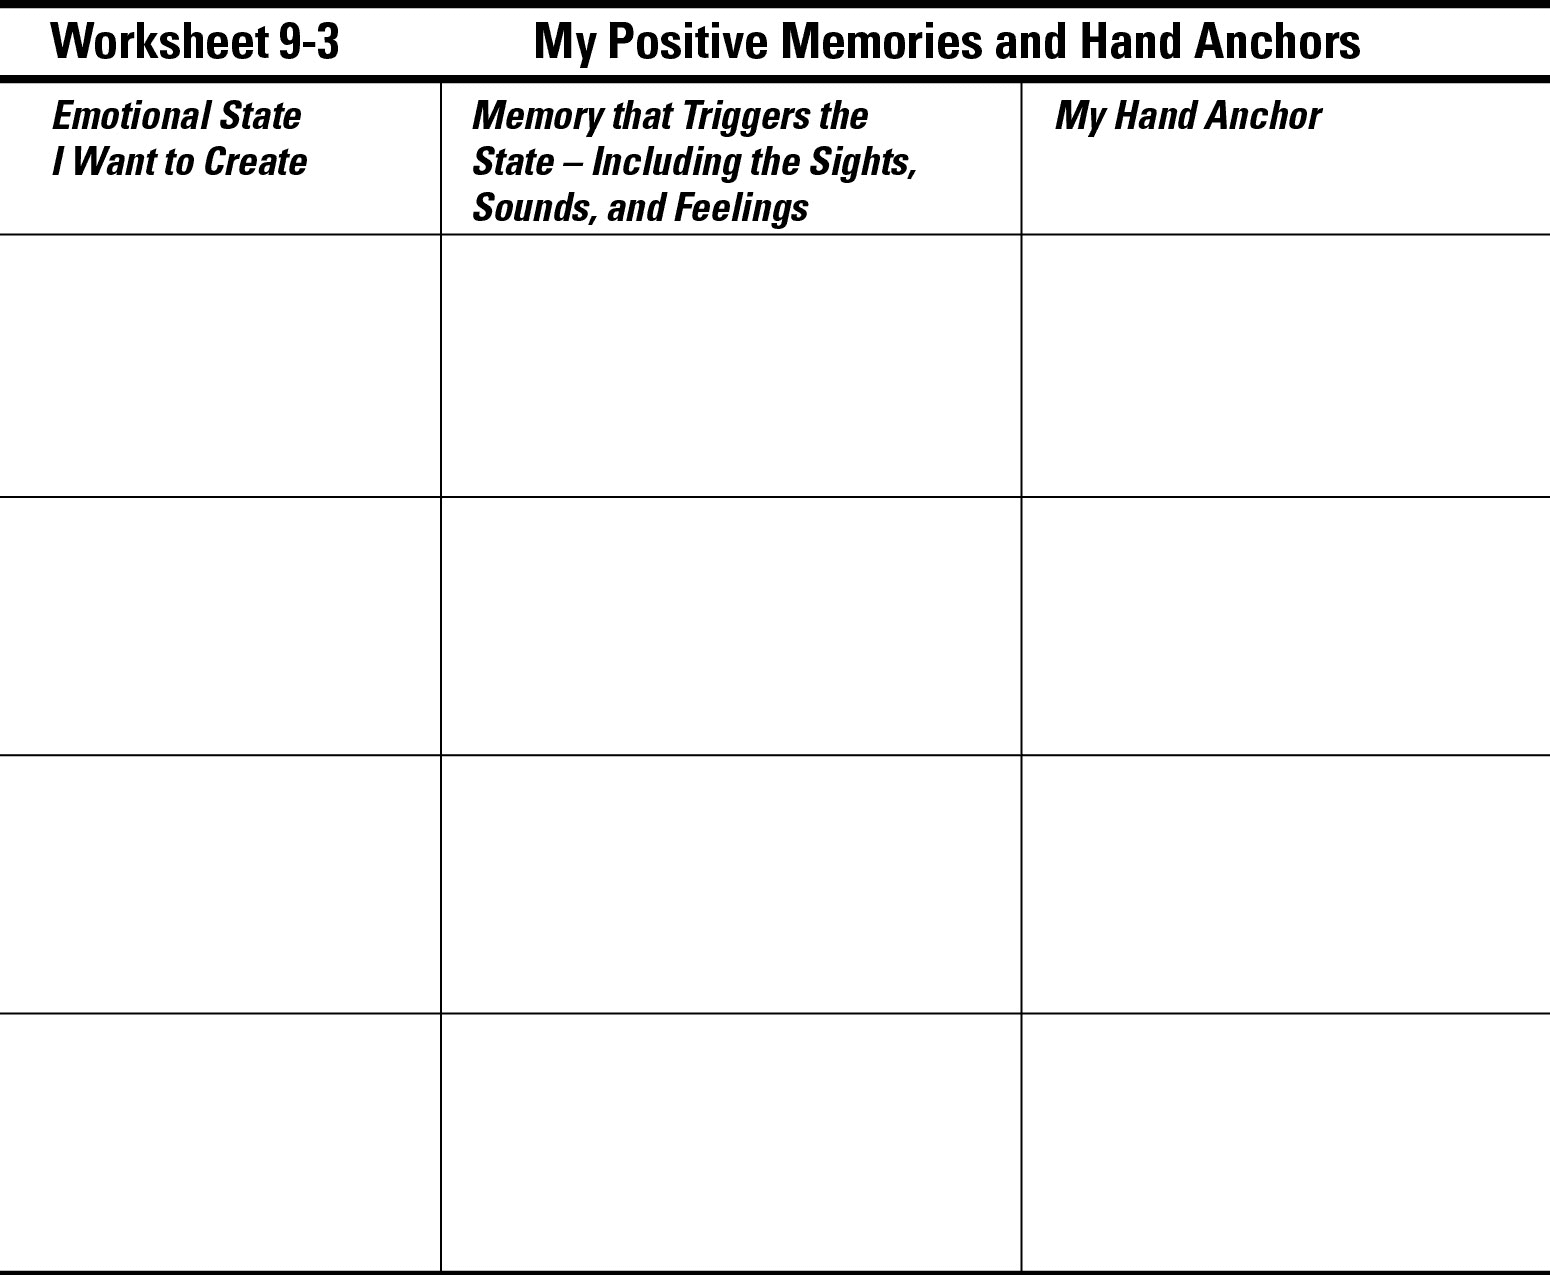 Worksheet 9-3 My Positive Memories and Hand Anchors
Emotional State
I Want to Create
Memory that Triggers the
State – Including the Sights,
Sounds, and Feelings
My Hand Anchor